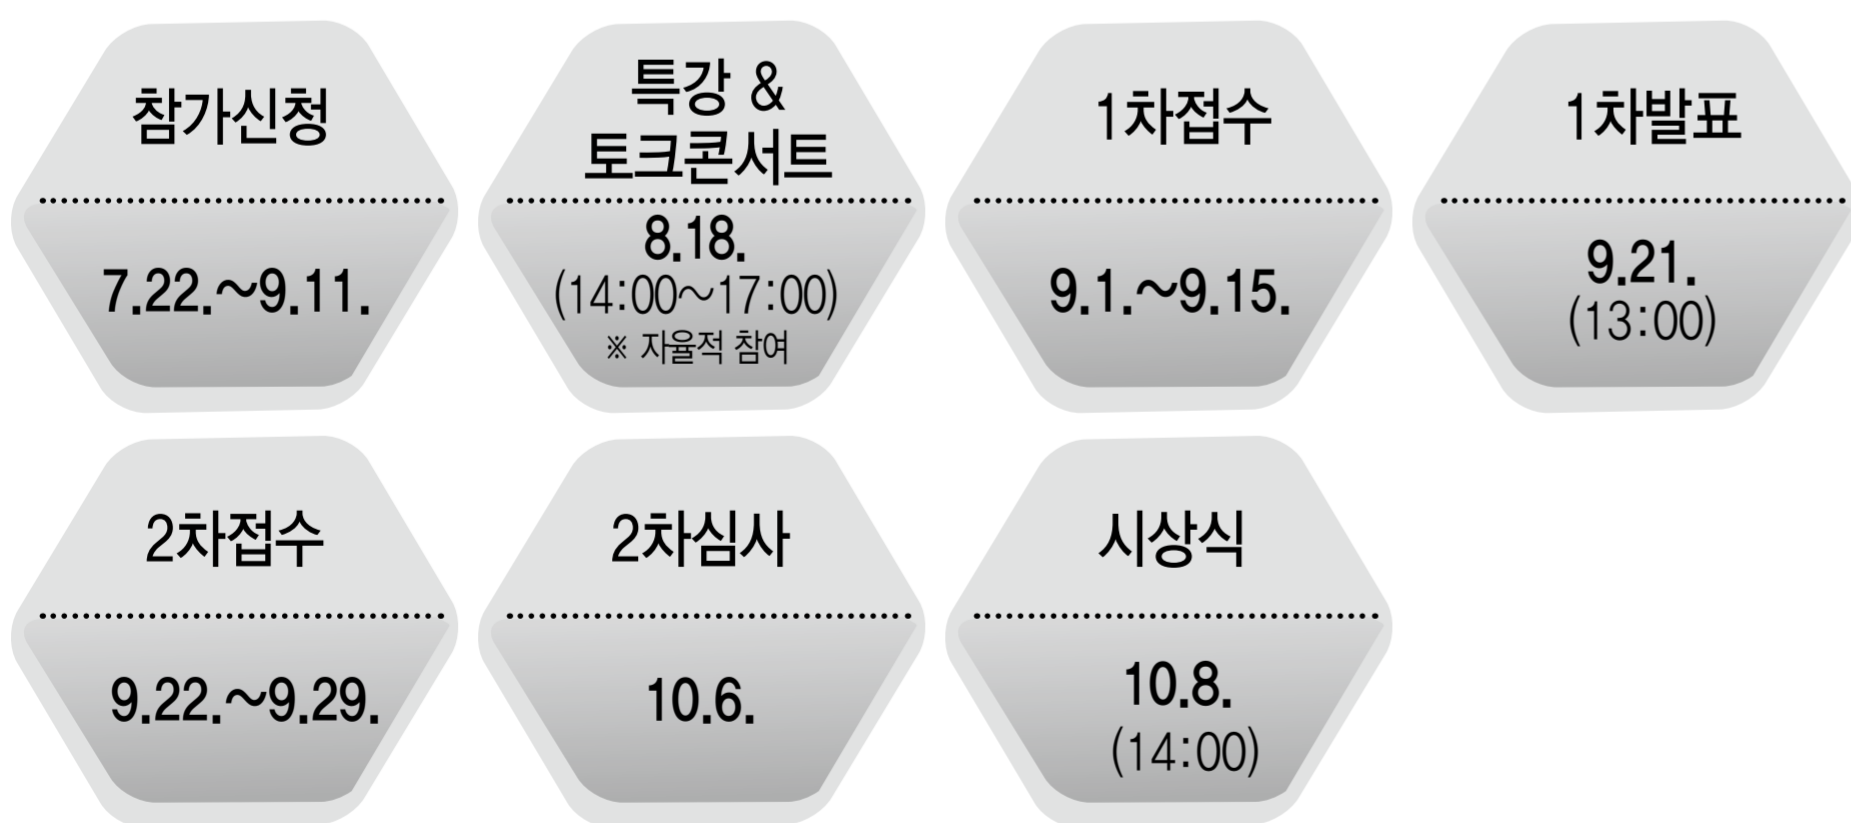 참가신청
7.22.~9.11.
특강 &
토크콘서트
8.18.
(14:00~17:00)
※ 자율적 참여
1차접수
9.1.~9.15.
1차발표
9.21.
(13:00)
2차접수
9.22.~9.29.
2차심사
10.6.
시상식
10.8.
(14:00)